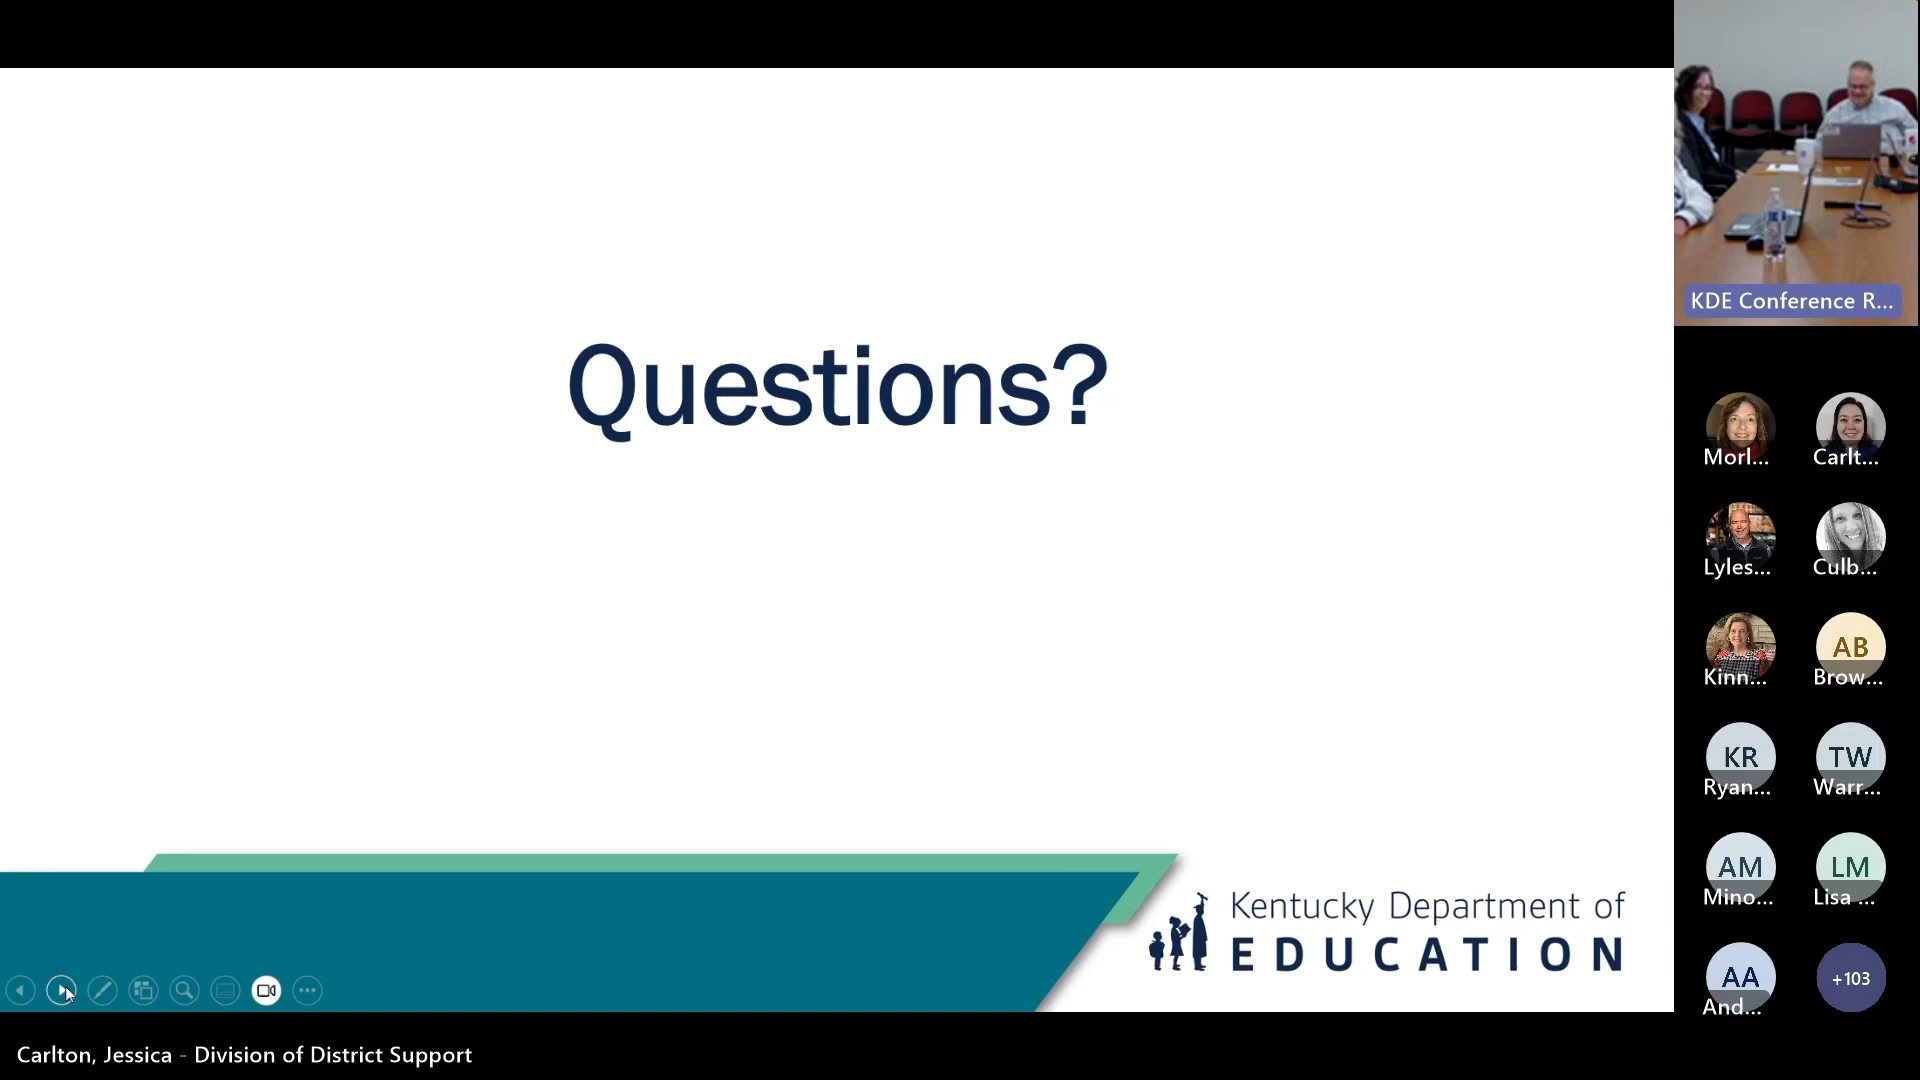 Questions?
Kentucky Department of
EDUCATION
Carlton, Jessica - Division of District Support
KDE Conference R...
Morl...
Carlt...
Lyles...
Culb...
Kinn...
AB
Brow...
KR
Ryan...
TW
Warr...
AM
Mino...
LM
Lisa ...
AA
And...
+103